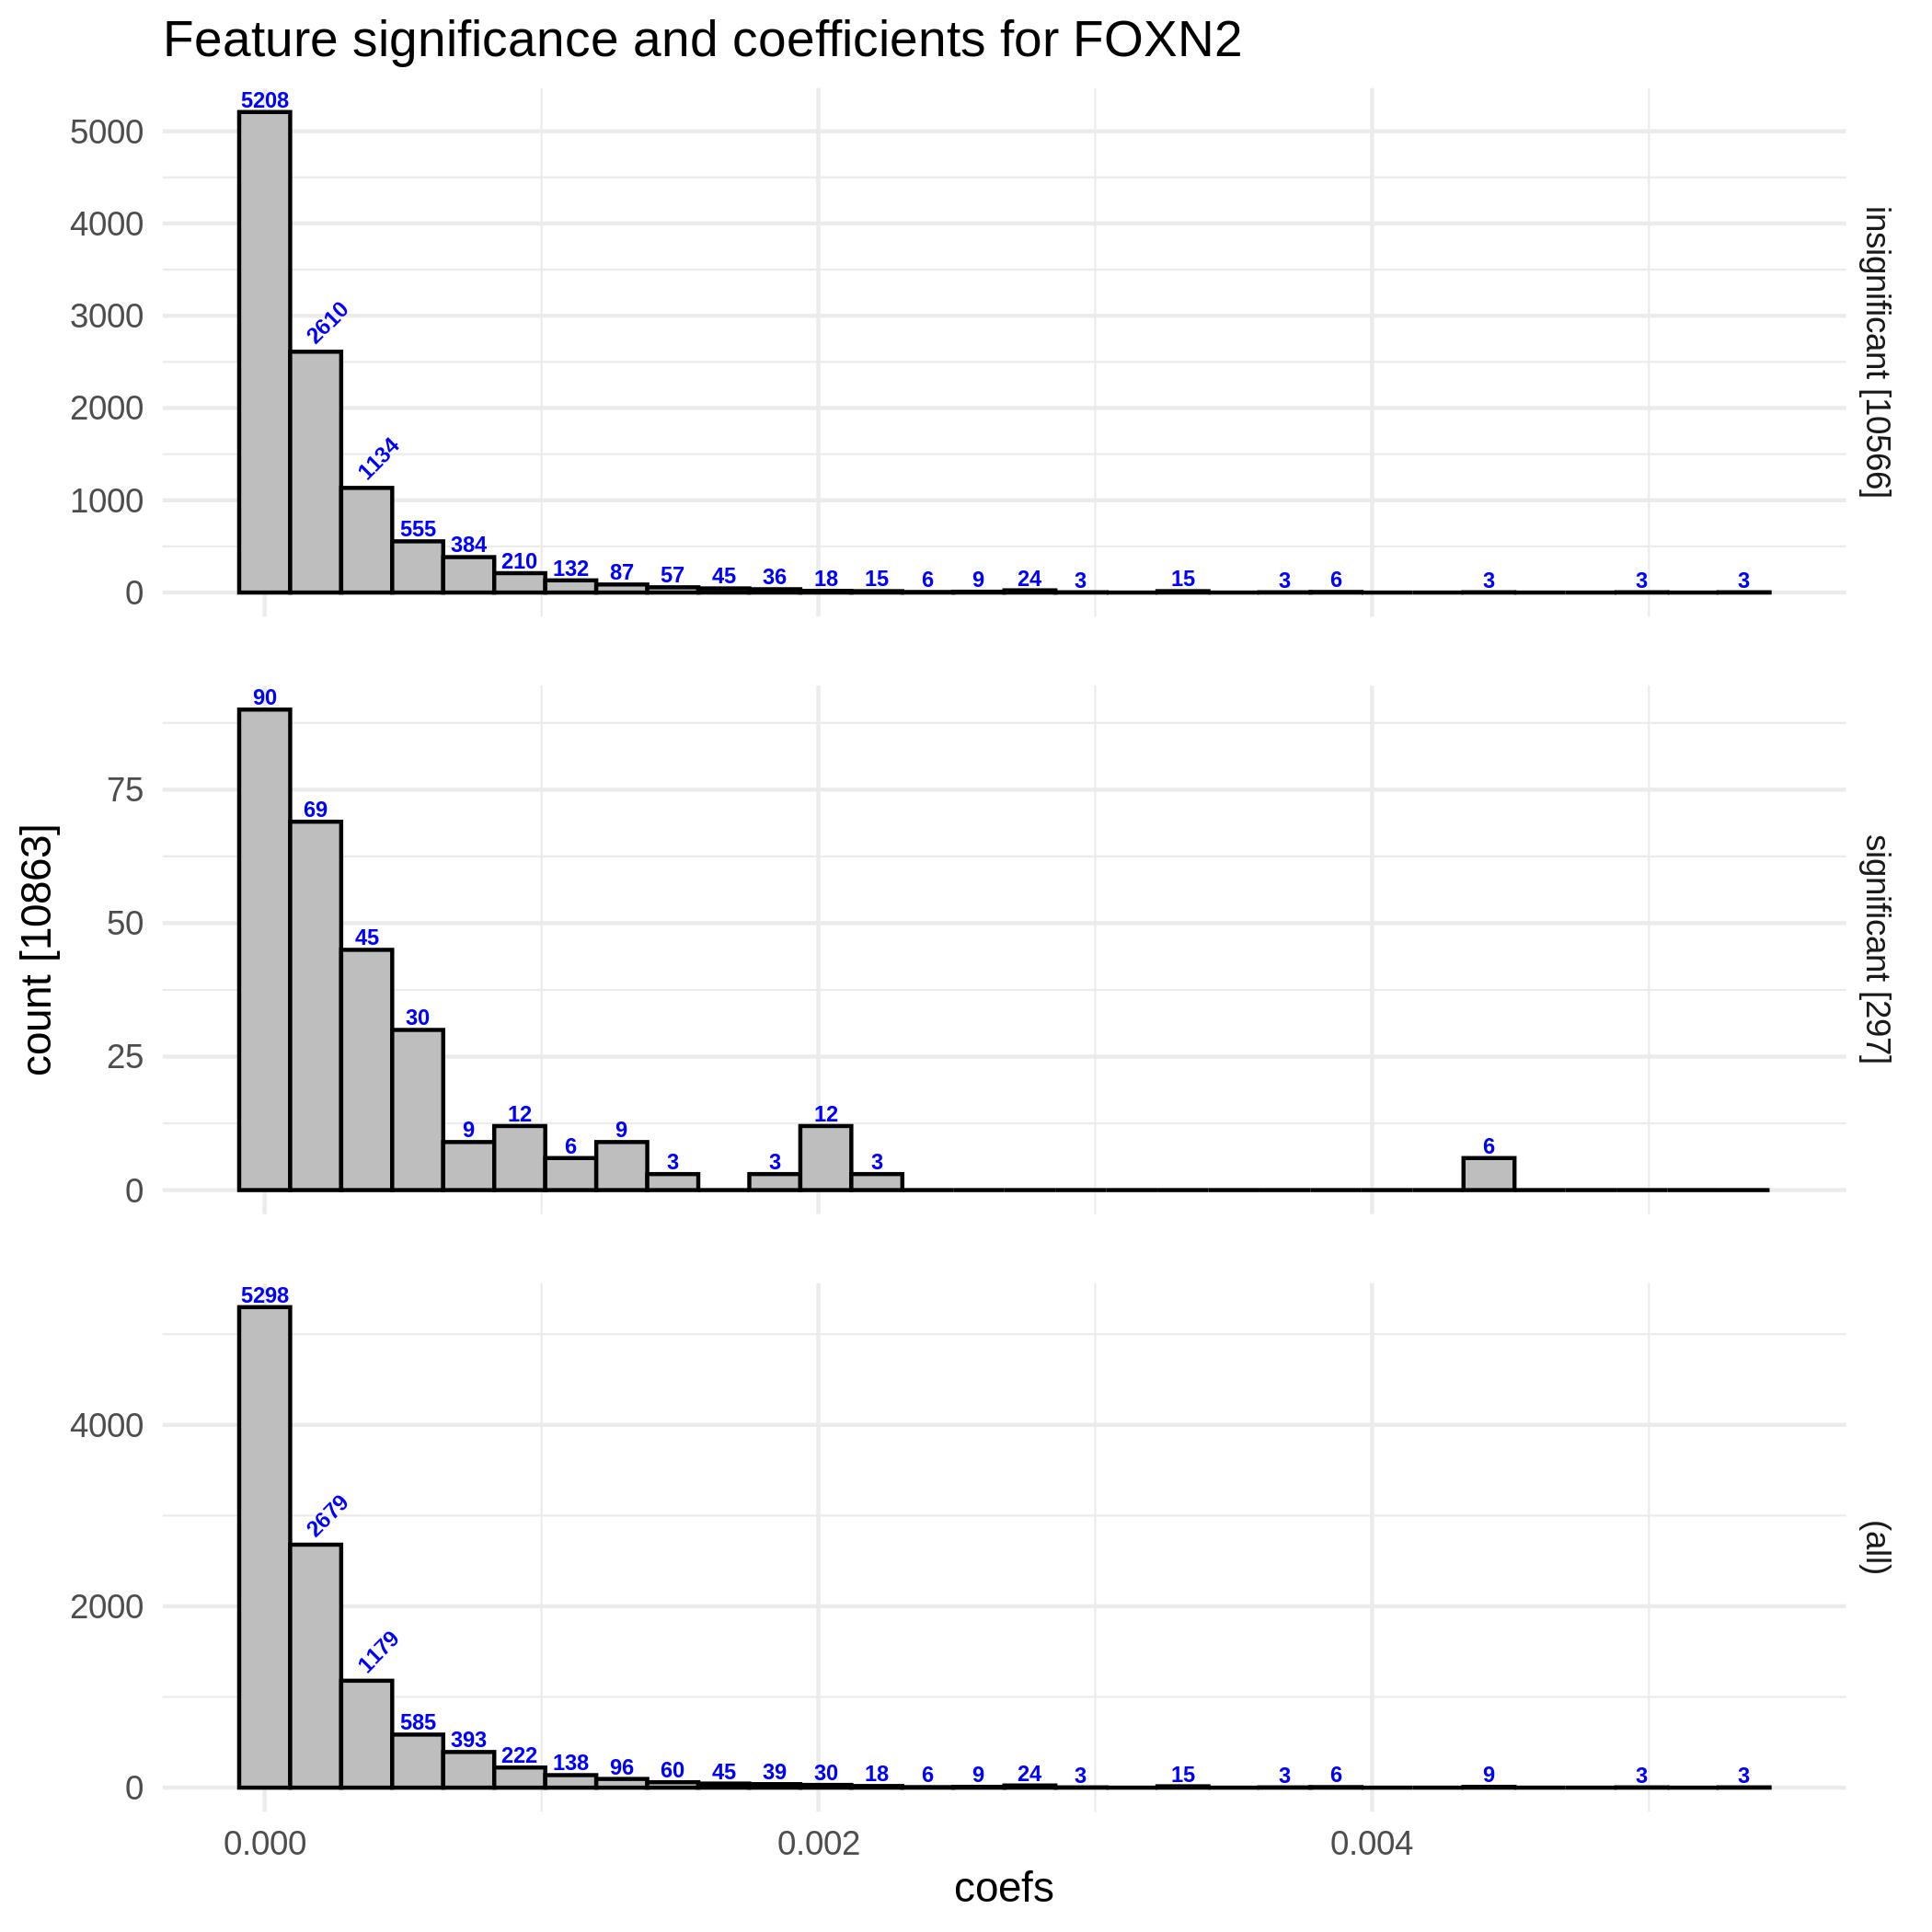 Feature significance and coefficients for FOXN2
5208
5000
4000
3000
2610
2000
1134
1000
555
384
210 132 87 57 45 36 18 15 6 9 24 3 15 3 6 3 3 3
0
insignificant [10566]
90
75
69
50
45
30
25
9 12 6 9 3 3 12 3 6
0
significant [297]
count [10863]
5298
4000
2679
2000
1179
585
393
222 138 96 60 45 39 30 18 6 9 24 3 15 3 6 9 3 3
0
(all)
0.000 0.002 0.004
coefs